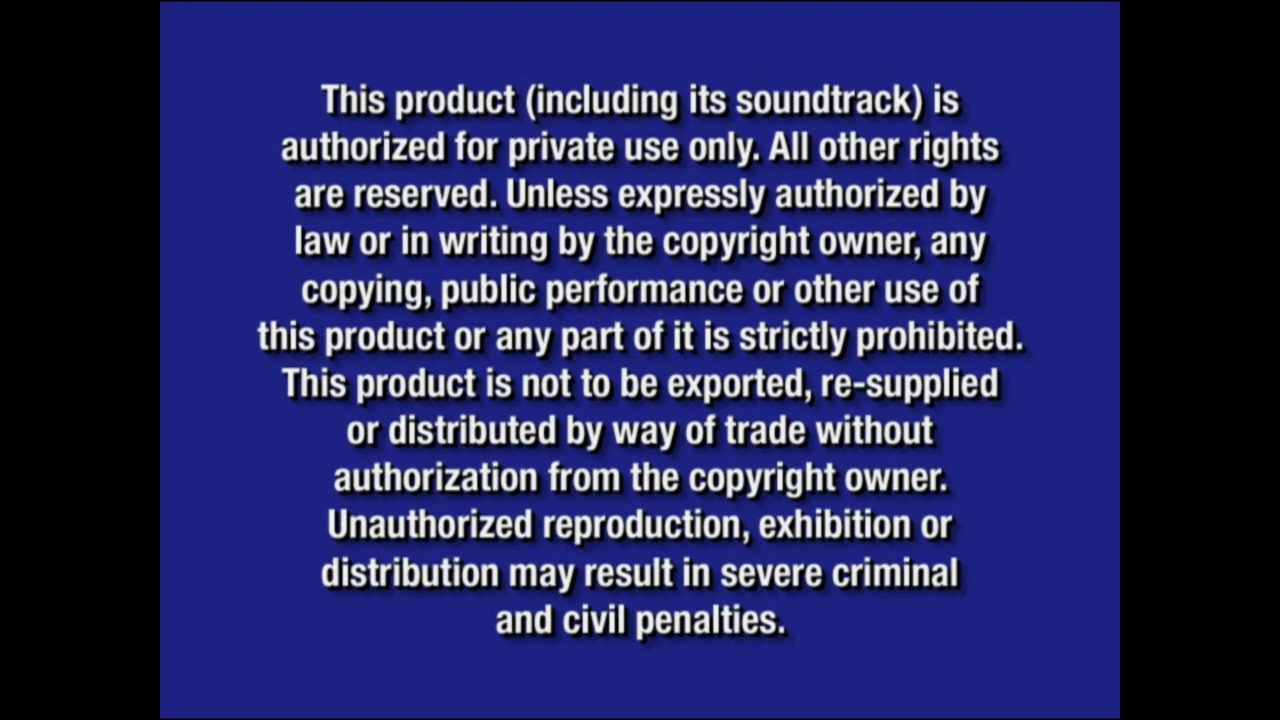 This product (including its soundtrack) is
authorized for private use only. All other rights
are reserved. Unless expressly authorized by
law or in writing by the copyright owner, any
copying, public performance or other use of
this product or any part of it is strictly prohibited.
This product is not to be exported, re-supplied
or distributed by way of trade without
authorization from the copyright owner.
Unauthorized reproduction, exhibition or
distribution may result in severe criminal
and civil penalties.